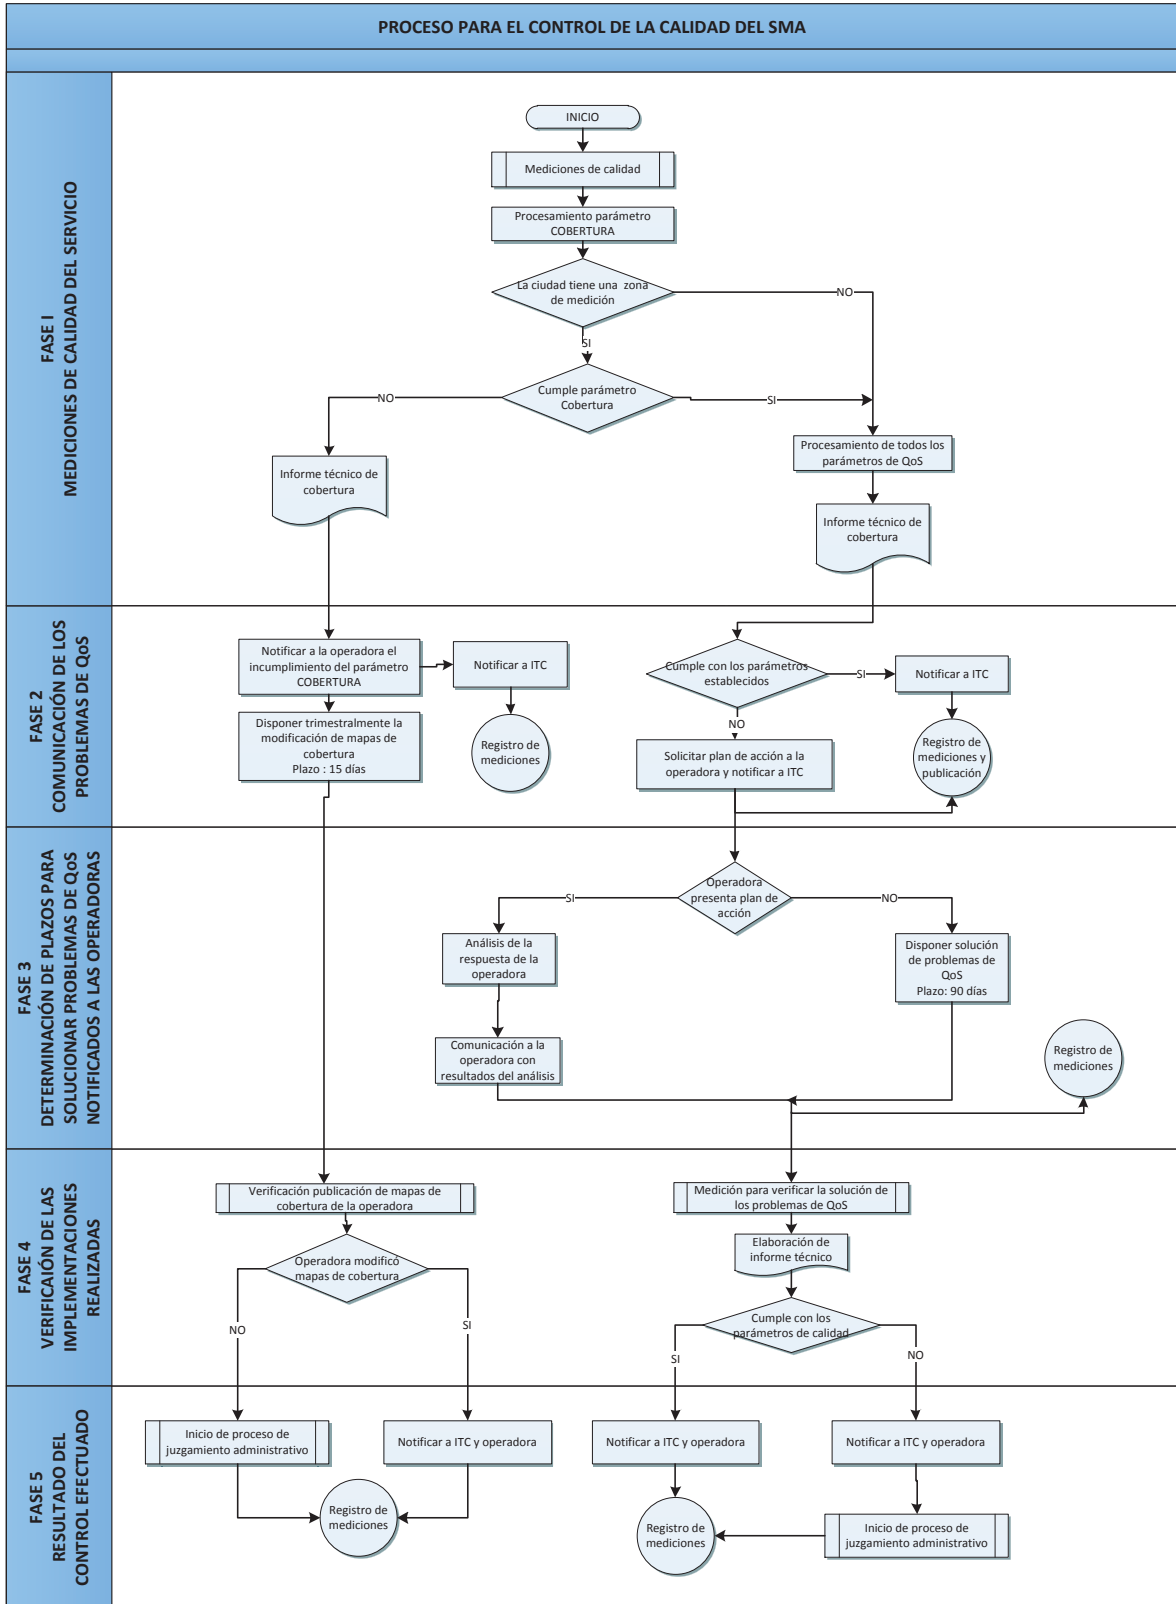 PROCESO PARA EL CONTROL DE LA CALIDAD DEL SMA
FASE I
MEDICIONES DE CALIDAD DEL SERVICIO
INICIO
Mediciones de calidad
Procesamiento parámetro
COBERTURA
La ciudad tiene una zona
de medición
NO
SI
Cumple parámetro
Cobertura
NO
SI
Procesamiento de todos los
parámetros de QoS
Informe técnico de
cobertura
Informe técnico de
cobertura
FASE 2
COMUNICACIÓN DE LOS
PROBLEMAS DE QoS
Notificar a la operadora el
incumplimiento del parámetro
COBERTURA
Notificar a ITC
Cumple con los parámetros
establecidos
SI
Notificar a ITC
NO
Disponer trimestralmente la
modificación de mapas de
cobertura
Plazo : 15 días
Registro de
mediciones
Solicitar plan de acción a la
operadora y notificar a ITC
Registro de
mediciones y
publicación
FASE 3
DETERMINACIÓN DE PLAZOS PARA
SOLUCIONAR PROBLEMAS DE QoS
NOTIFICADOS A LAS OPERADORAS
Operadora
presenta plan de
acción
SI
NO
Análisis de la
respuesta de la
operadora
Disponer solución
de problemas de
QoS
Plazo: 90 días
Comunicación a la
operadora con
resultados del análisis
Registro de
mediciones
FASE 4
VERIFICAIÓN DE LAS
IMPLEMENTACIONES
REALIZADAS
Verificación publicación de mapas de
cobertura de la operadora
Medición para verificar la solución de
los problemas de QoS
Operadora modificó
mapas de cobertura
Elaboración de
informe técnico
NO
SI
Cumple con los
parámetros de calidad
SI
NO
FASE 5
RESULTADO DEL
CONTROL EFECTUADO
Inicio de proceso de
juzgamiento administrativo
Notificar a ITC y operadora
Notificar a ITC y operadora
Notificar a ITC y operadora
Registro de
mediciones
Registro de
mediciones
Inicio de proceso de
juzgamiento administrativo